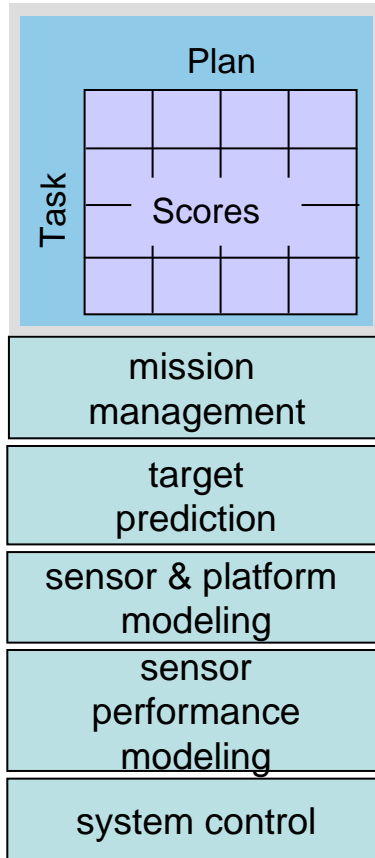 Plan
Task
Scores
mission
management
target
prediction
sensor & platform
modeling
sensor
performance
modeling
system control